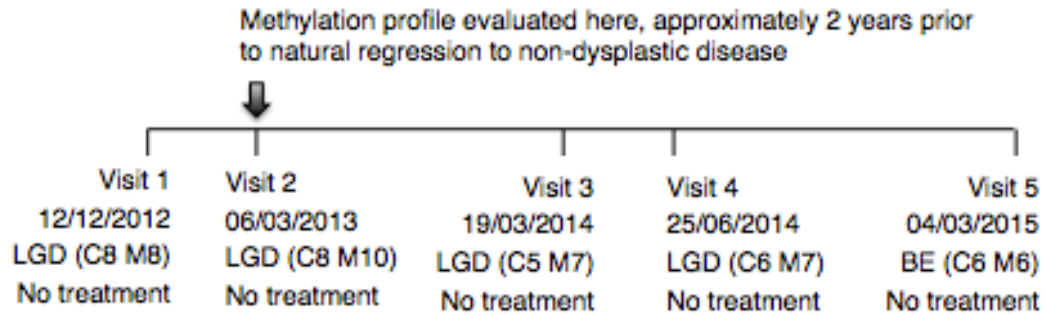 Methylation profile evaluated here, approximately 2 years prior
to natural regression to non-dysplastic disease
Visit 1
12/12/2012
LGD (C8 M8)
No treatment
Visit 2
06/03/2013
LGD (C8 M10)
No treatment
Visit 3
19/03/2014
LGD (C5 M7)
No treatment
Visit 4
25/06/2014
LGD (C6 M7)
No treatment
Visit 5
04/03/2015
BE (C6 M6)
No treatment